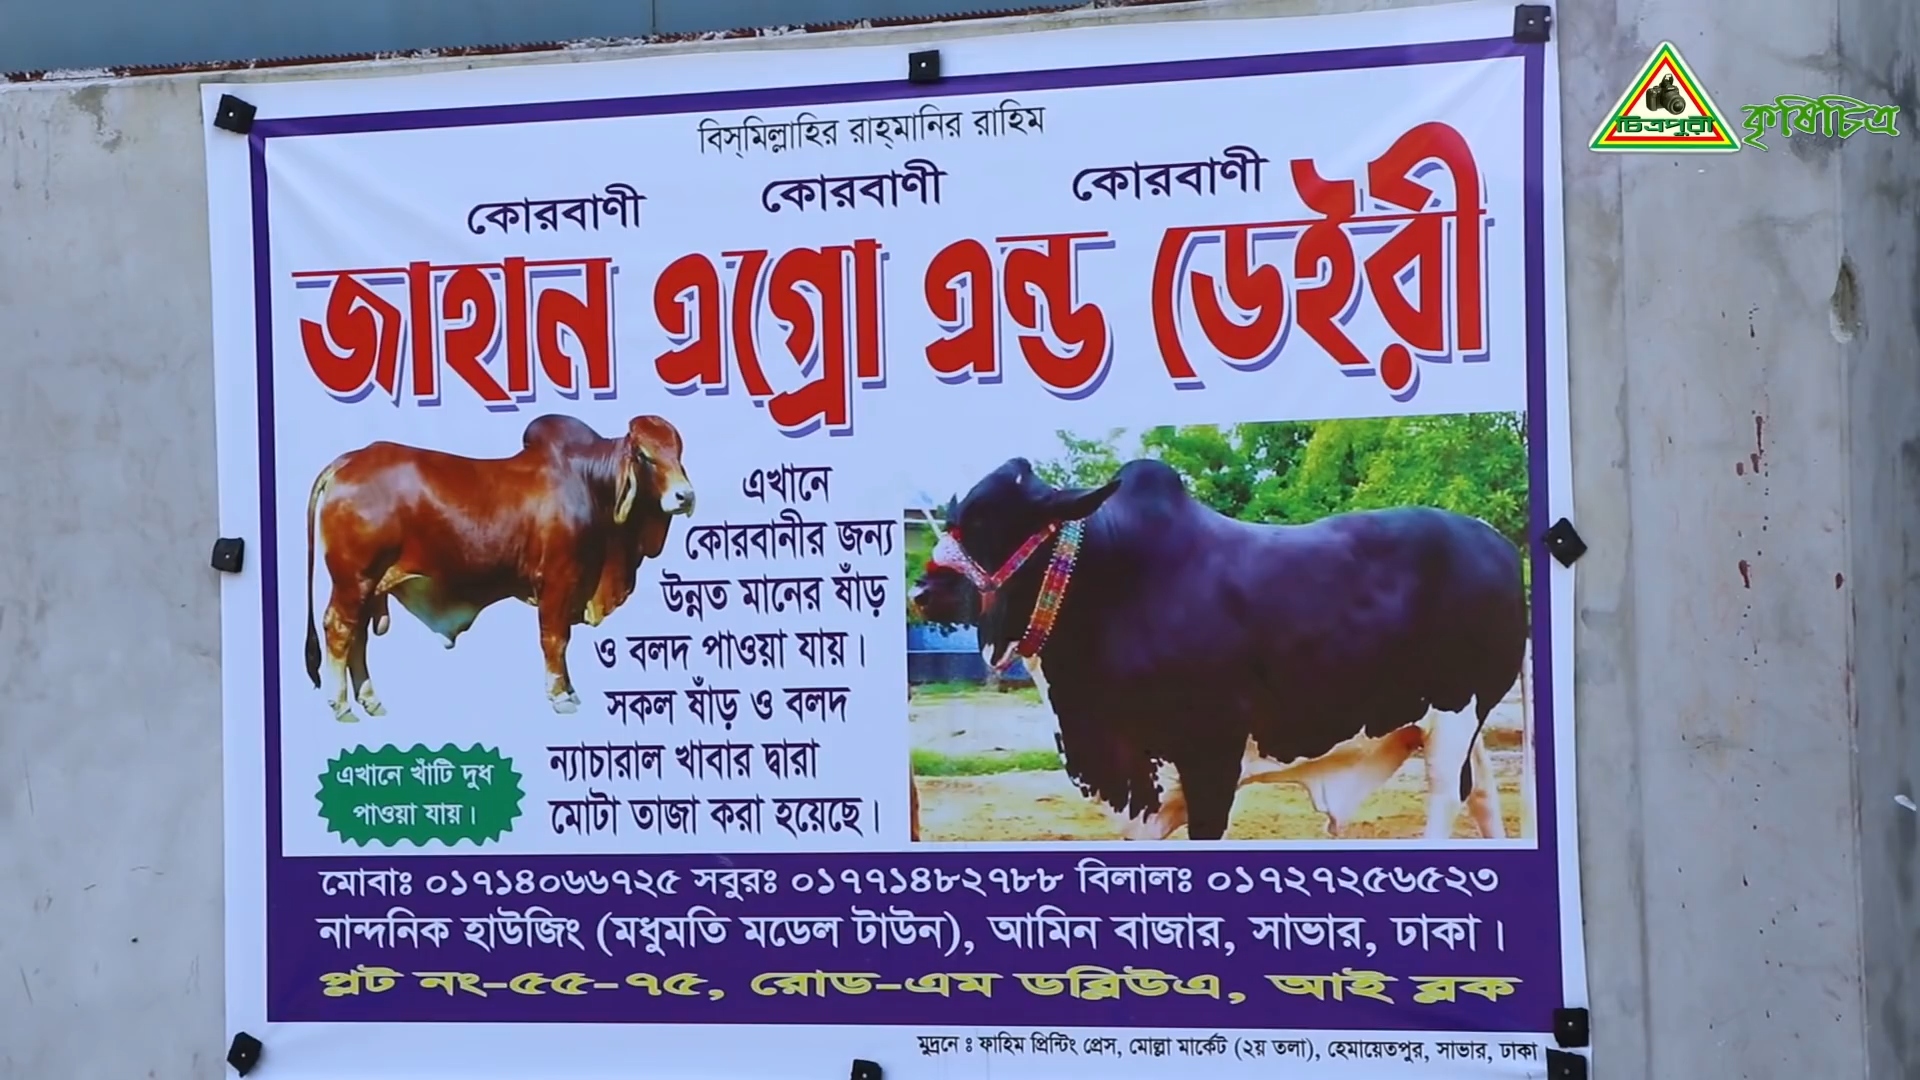 বিস্‌মিল্লাহির রাহ্‌মানির রাহিম
কোরবাণী কোরবাণী কোরবাণী
জাহান এগ্রো এন্ড ডেইরী
এখানে
কোরবানীর জন্য
উন্নত মানের ষাঁড়
ও বলদ পাওয়া যায়।
সকল ষাঁড় ও বলদ
ন্যাচারাল খাবার দ্বারা
মোটা তাজা করা হয়েছে।
এখানে খাঁটি দুধ
পাওয়া যায়।
মোবাঃ ০১৭১৪০৬৬৭২৫ সবুরঃ ০১৭৭১৪৮২৭৮৮ বিলালঃ ০১৭২৭২৫৬৫২৩
নান্দনিক হাউজিং (মধুমতি মডেল টাউন), আমিন বাজার, সাভার, ঢাকা।
প্লট নং-৫৫-৭৫, রোড-এম ডব্লিউএ, আই ব্লক
মুদ্রনে ঃ ফাহিম প্রিন্টিং প্রেস, মোল্লা মার্কেট (২য় তলা), হেমায়েতপুর, সাভার, ঢাকা
চিত্রপুরী
কৃষিচিত্র